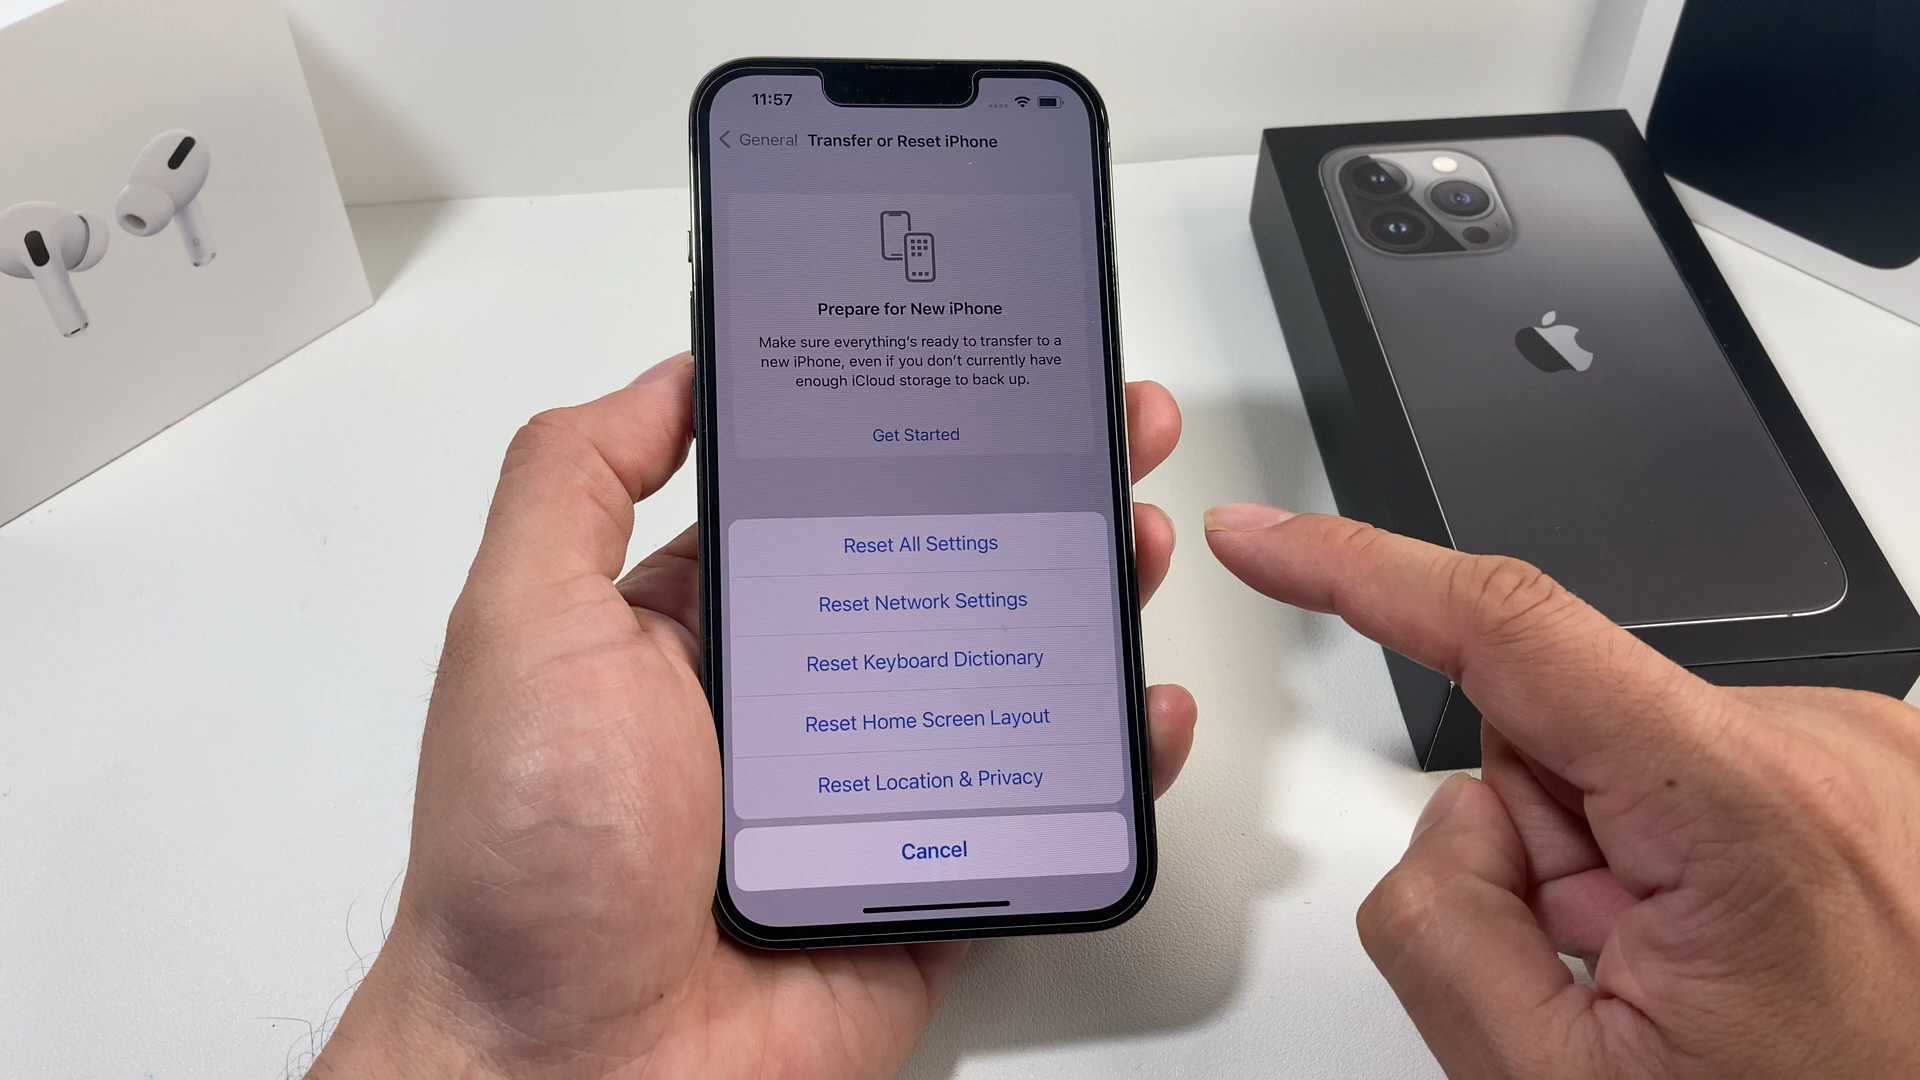 11:57
General Transfer or Reset iPhone
Prepare for New iPhone
Make sure everything's ready to transfer to a
new iPhone, even if you don't currently have
enough iCloud storage to back up.
Get Started
Reset All Settings
Reset Network Settings
Reset Keyboard Dictionary
Reset Home Screen Layout
Reset Location & Privacy
Cancel